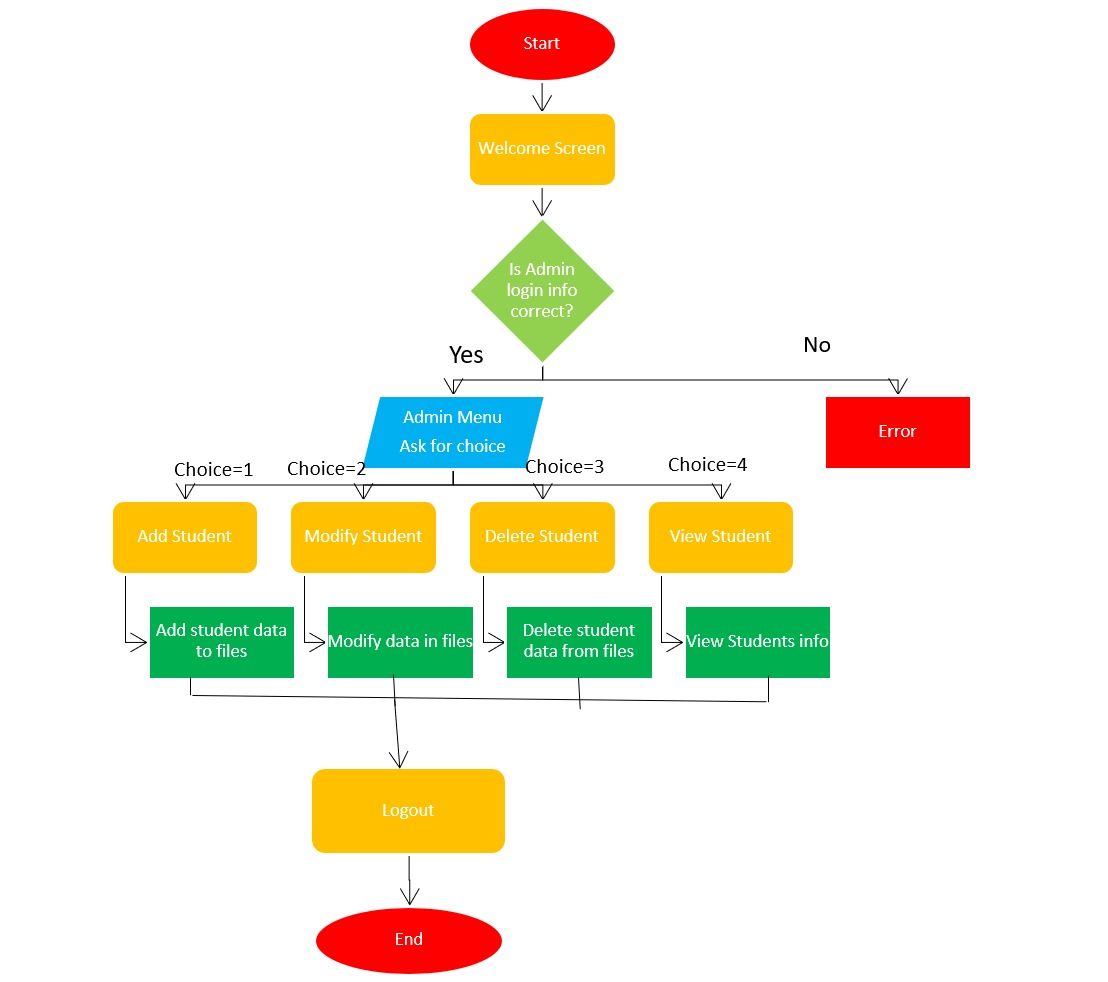 Start
Welcome Screen
Is Admin
login info
correct?
Yes
No
Admin Menu
Ask for choice
Error
Choice=1
Choice=2
Choice=3
Choice=4
Add Student
Modify Student
Delete Student
View Student
Add student data
to files
Modify data in files
Delete student
data from files
View Students info
Logout
End